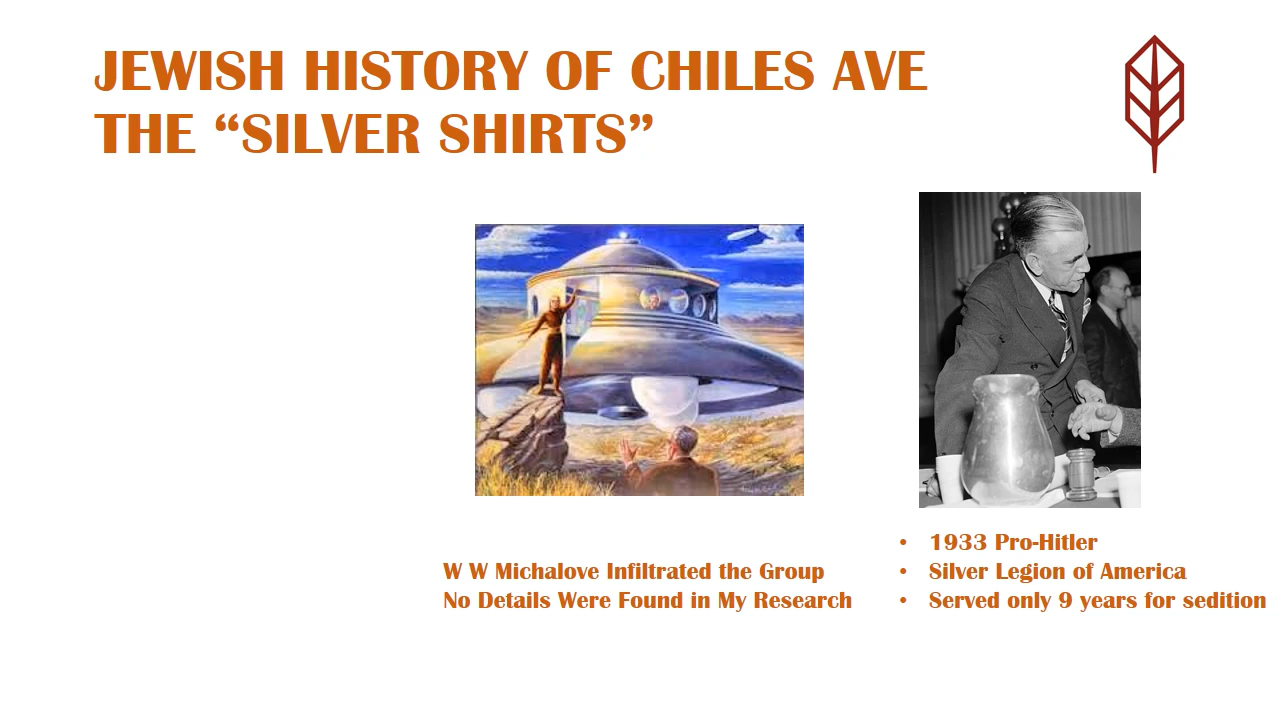 JEWISH HISTORY OF CHILES AVE
THE “SILVER SHIRTS”
W W Michalove Infiltrated the Group
No Details Were Found in My Research
• 1933 Pro-Hitler
• Silver Legion of America
• Served only 9 years for sedition